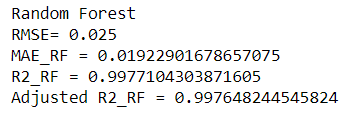 Random Forest
RMSE= 0.025
MAE_RF = 0.01922901678657075
R2_RF = 0.9977104303871605
Adjusted R2_RF = 0.997648244545824